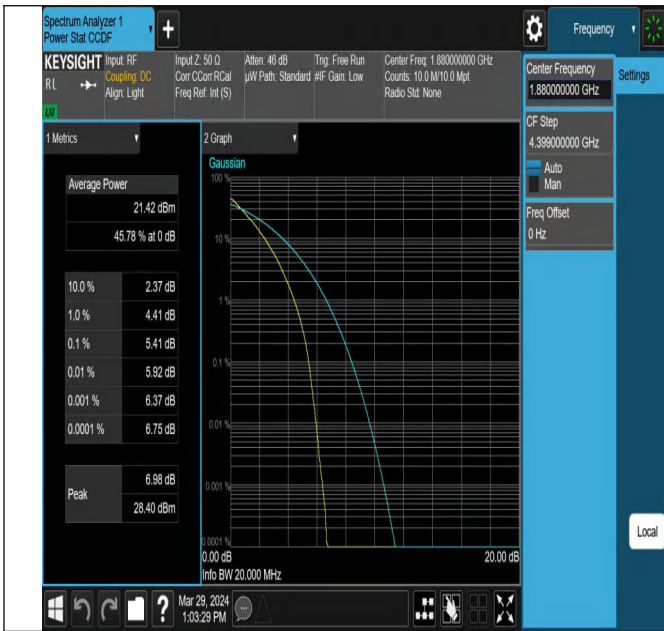 Spectrum Analyzer 1
Power Stat CCDF
Frequency
KEYSIGHT
RL
LXI
Input: RF
Coupling: DC
Align: Light
Input Z: 50 Ω
Corr CCorr RCal
Freq Ref: Int (S)
Atten: 46 dB
µW Path: Standard
Trig: Free Run
#IF Gain: Low
Center Freq: 1.880000000 GHz
Counts: 10.0 M/10.0 Mpt
Radio Std: None
Center Frequency
1.880000000 GHz
Settings
CF Step
4.399000000 GHz
Auto
Man
Freq Offset
0 Hz
1 Metrics
Average Power
21.42 dBm
45.78 % at 0 dB
10.0 % 2.37 dB
1.0 % 4.41 dB
0.1 % 5.41 dB
0.01 % 5.92 dB
0.001 % 6.37 dB
0.0001 % 6.75 dB
Peak
6.98 dB
28.40 dBm
2 Graph
Gaussian
100 %
10 %
1 %
0.1 %
0.01 %
0.001 %
0.0001 %
0.00 dB
20.00 dB
Info BW 20.000 MHz
Local
?
Mar 29, 2024
1:03:29 PM